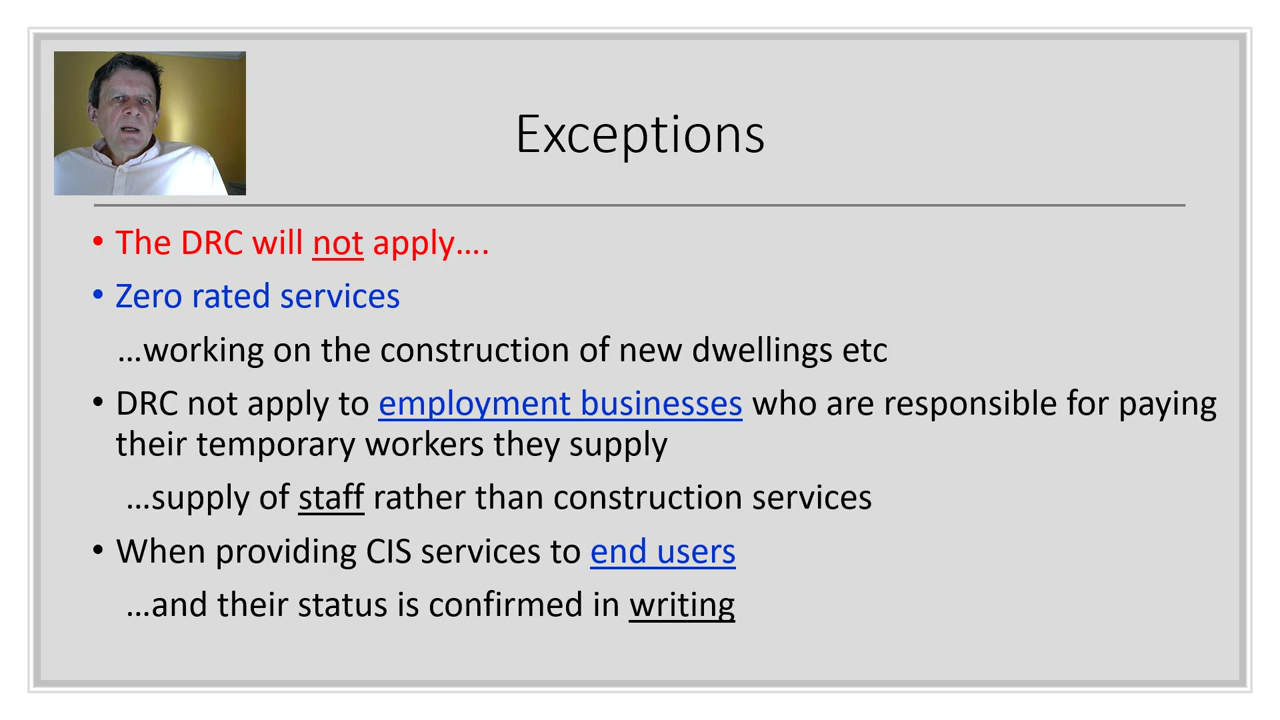 Exceptions
• The DRC will not apply….
• Zero rated services
…working on the construction of new dwellings etc
• DRC not apply to employment businesses who are responsible for paying
their temporary workers they supply
…supply of staff rather than construction services
• When providing CIS services to end users
…and their status is confirmed in writing